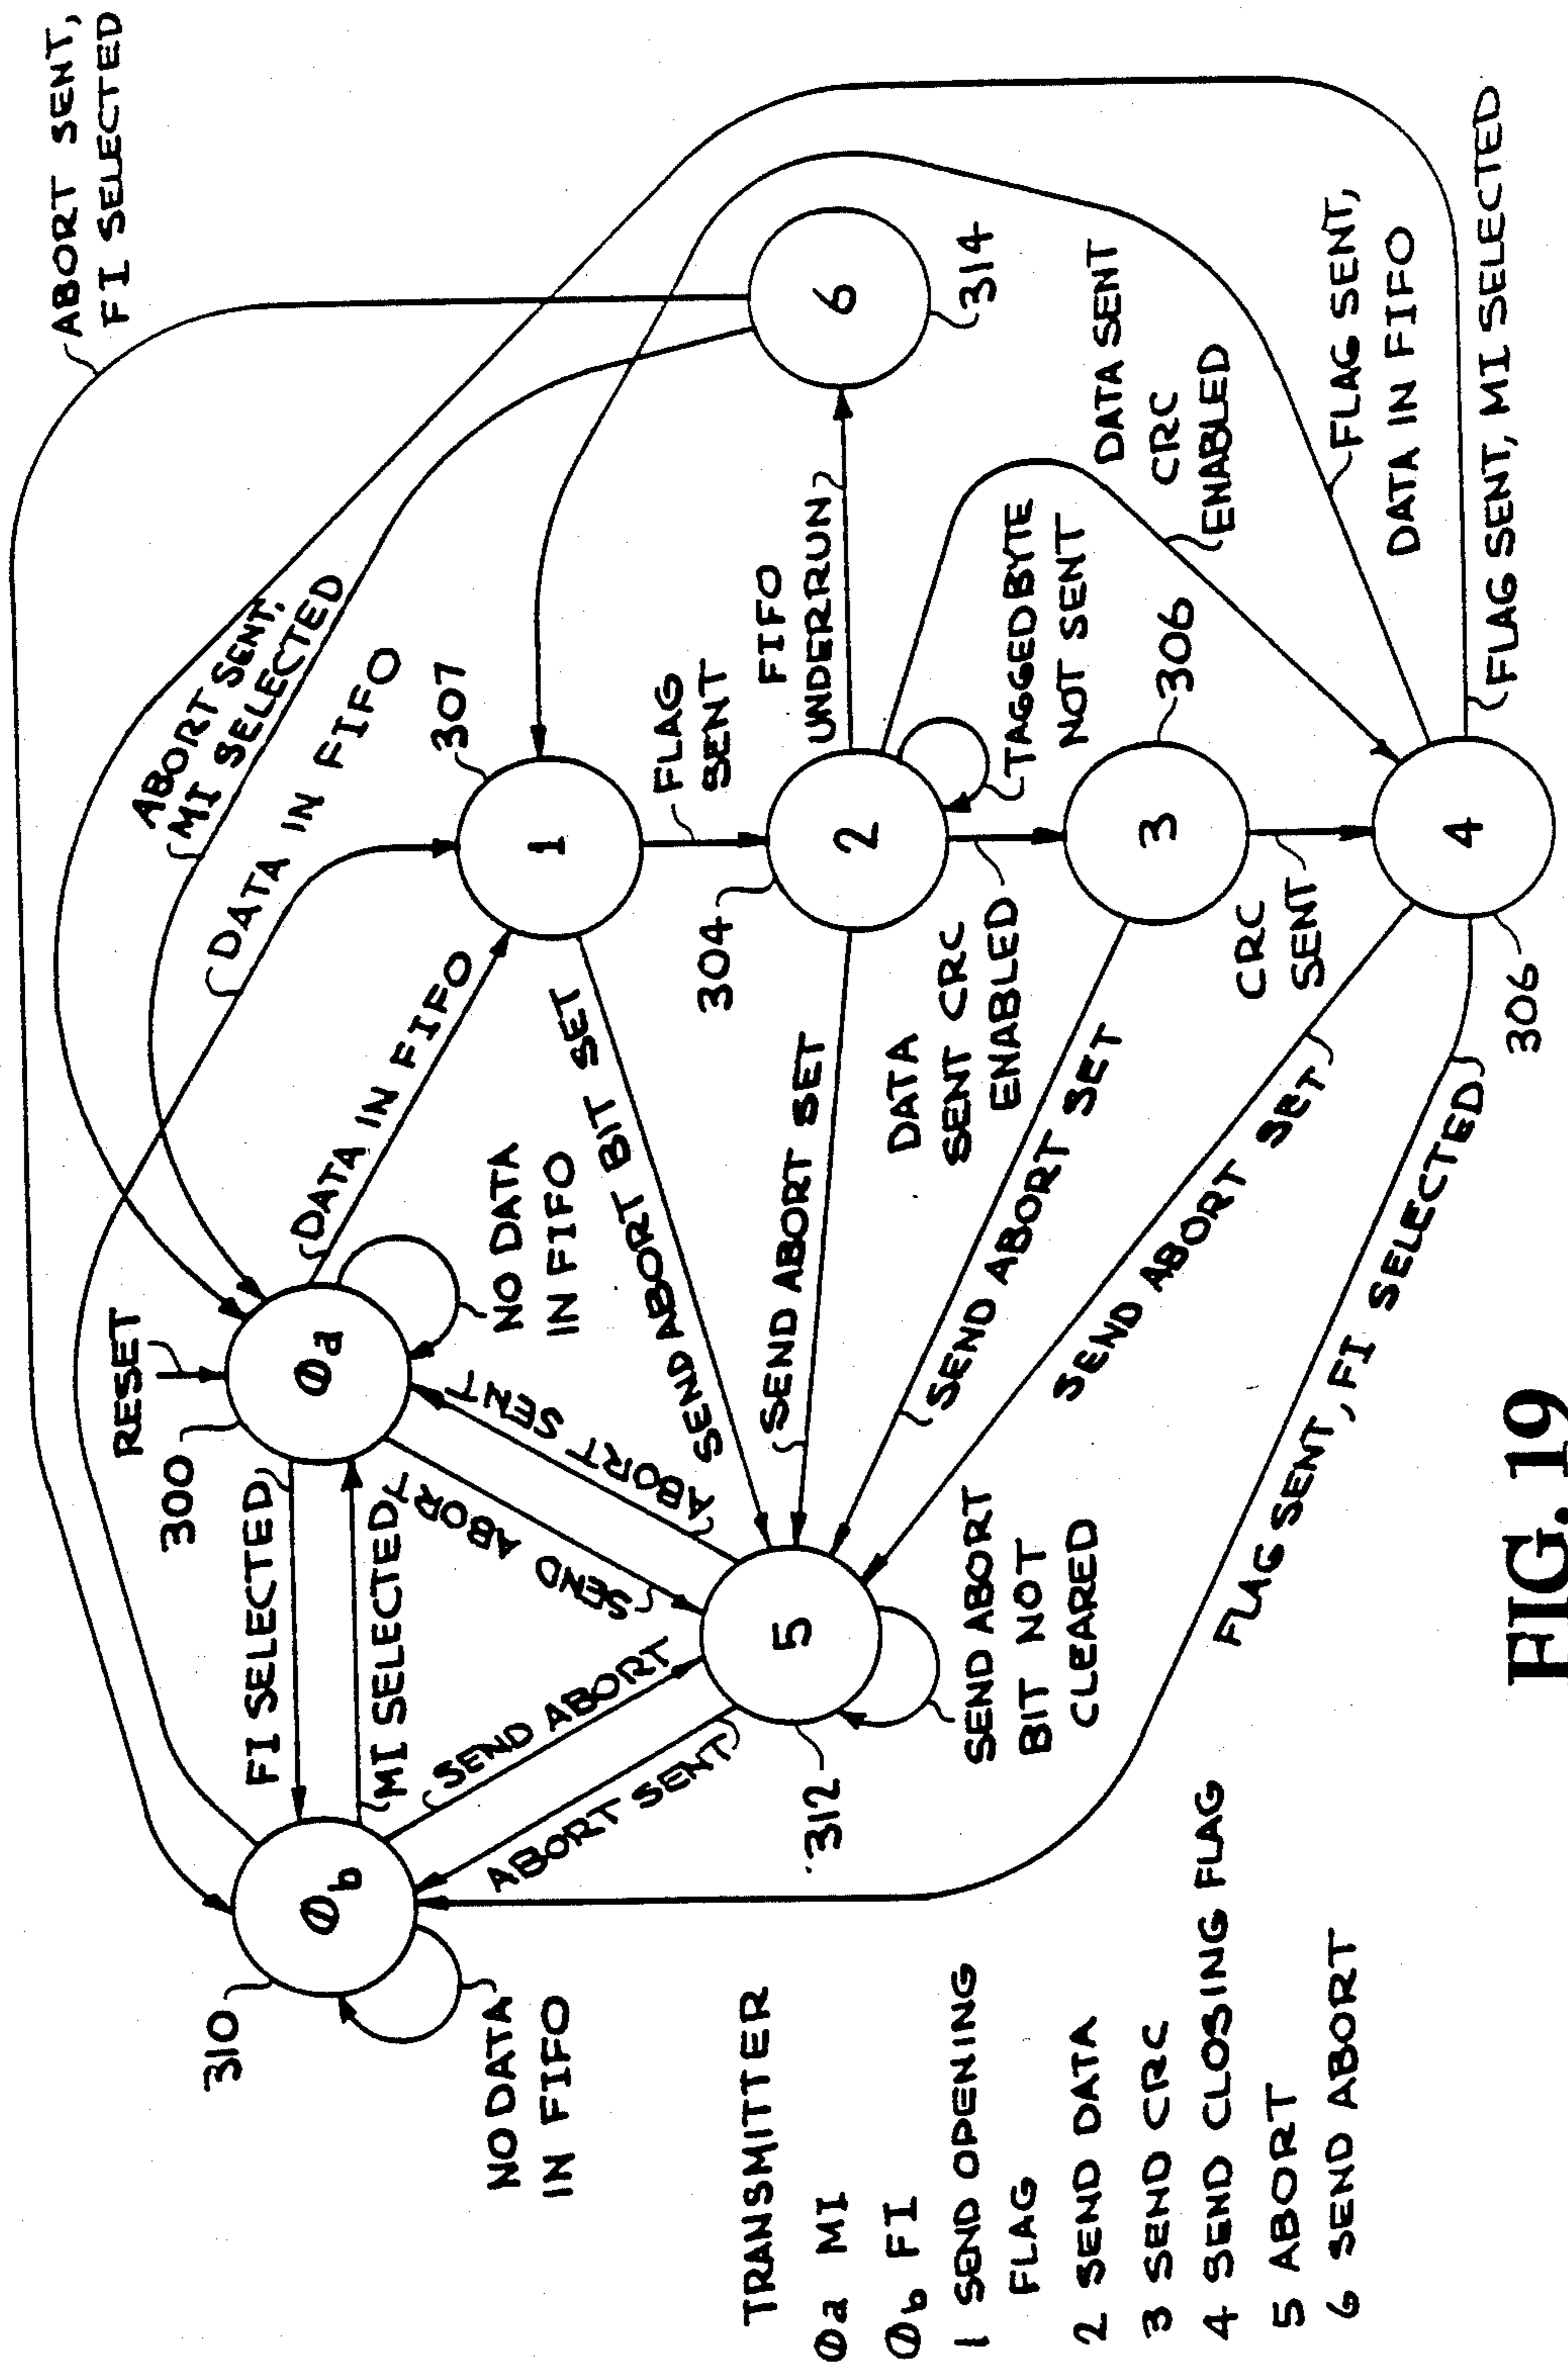 ABORT SENT,
FI SELECTED
RESET
300
0a
310
0b
FI SELECTED
MI SELECTED
NO DATA
IN FIFO
NO DATA
IN FIFO
DATA IN FIFO
DATA IN FIFO
ABORT SENT,
MI SELECTED
307
1
FLAG
SENT
SEND ABORT BIT SET
SEND ABORT
ABORT SENT
SEND ABORT
ABORT SENT
5
312
SEND ABORT
BIT NOT
CLEARED
304
2
SEND ABORT SET
FIFO
UNDERRUN
6
314
TAGGED BYTE
NOT SENT
DATA SENT
CRC
ENABLED
DATA
SENT CRC
ENABLED
3
306
SEND ABORT SET
CRC
SENT
4
306
SEND ABORT SET
FLAG SENT,
DATA IN FIFO
FLAG SENT, MI SELECTED
FLAG SENT, FI SELECTED
TRANSMITTER
0a MI
0b FI
1 SEND OPENING
FLAG
2 SEND DATA
3 SEND CRC
4 SEND CLOSING FLAG
5 ABORT
6 SEND ABORT
FIG. 19